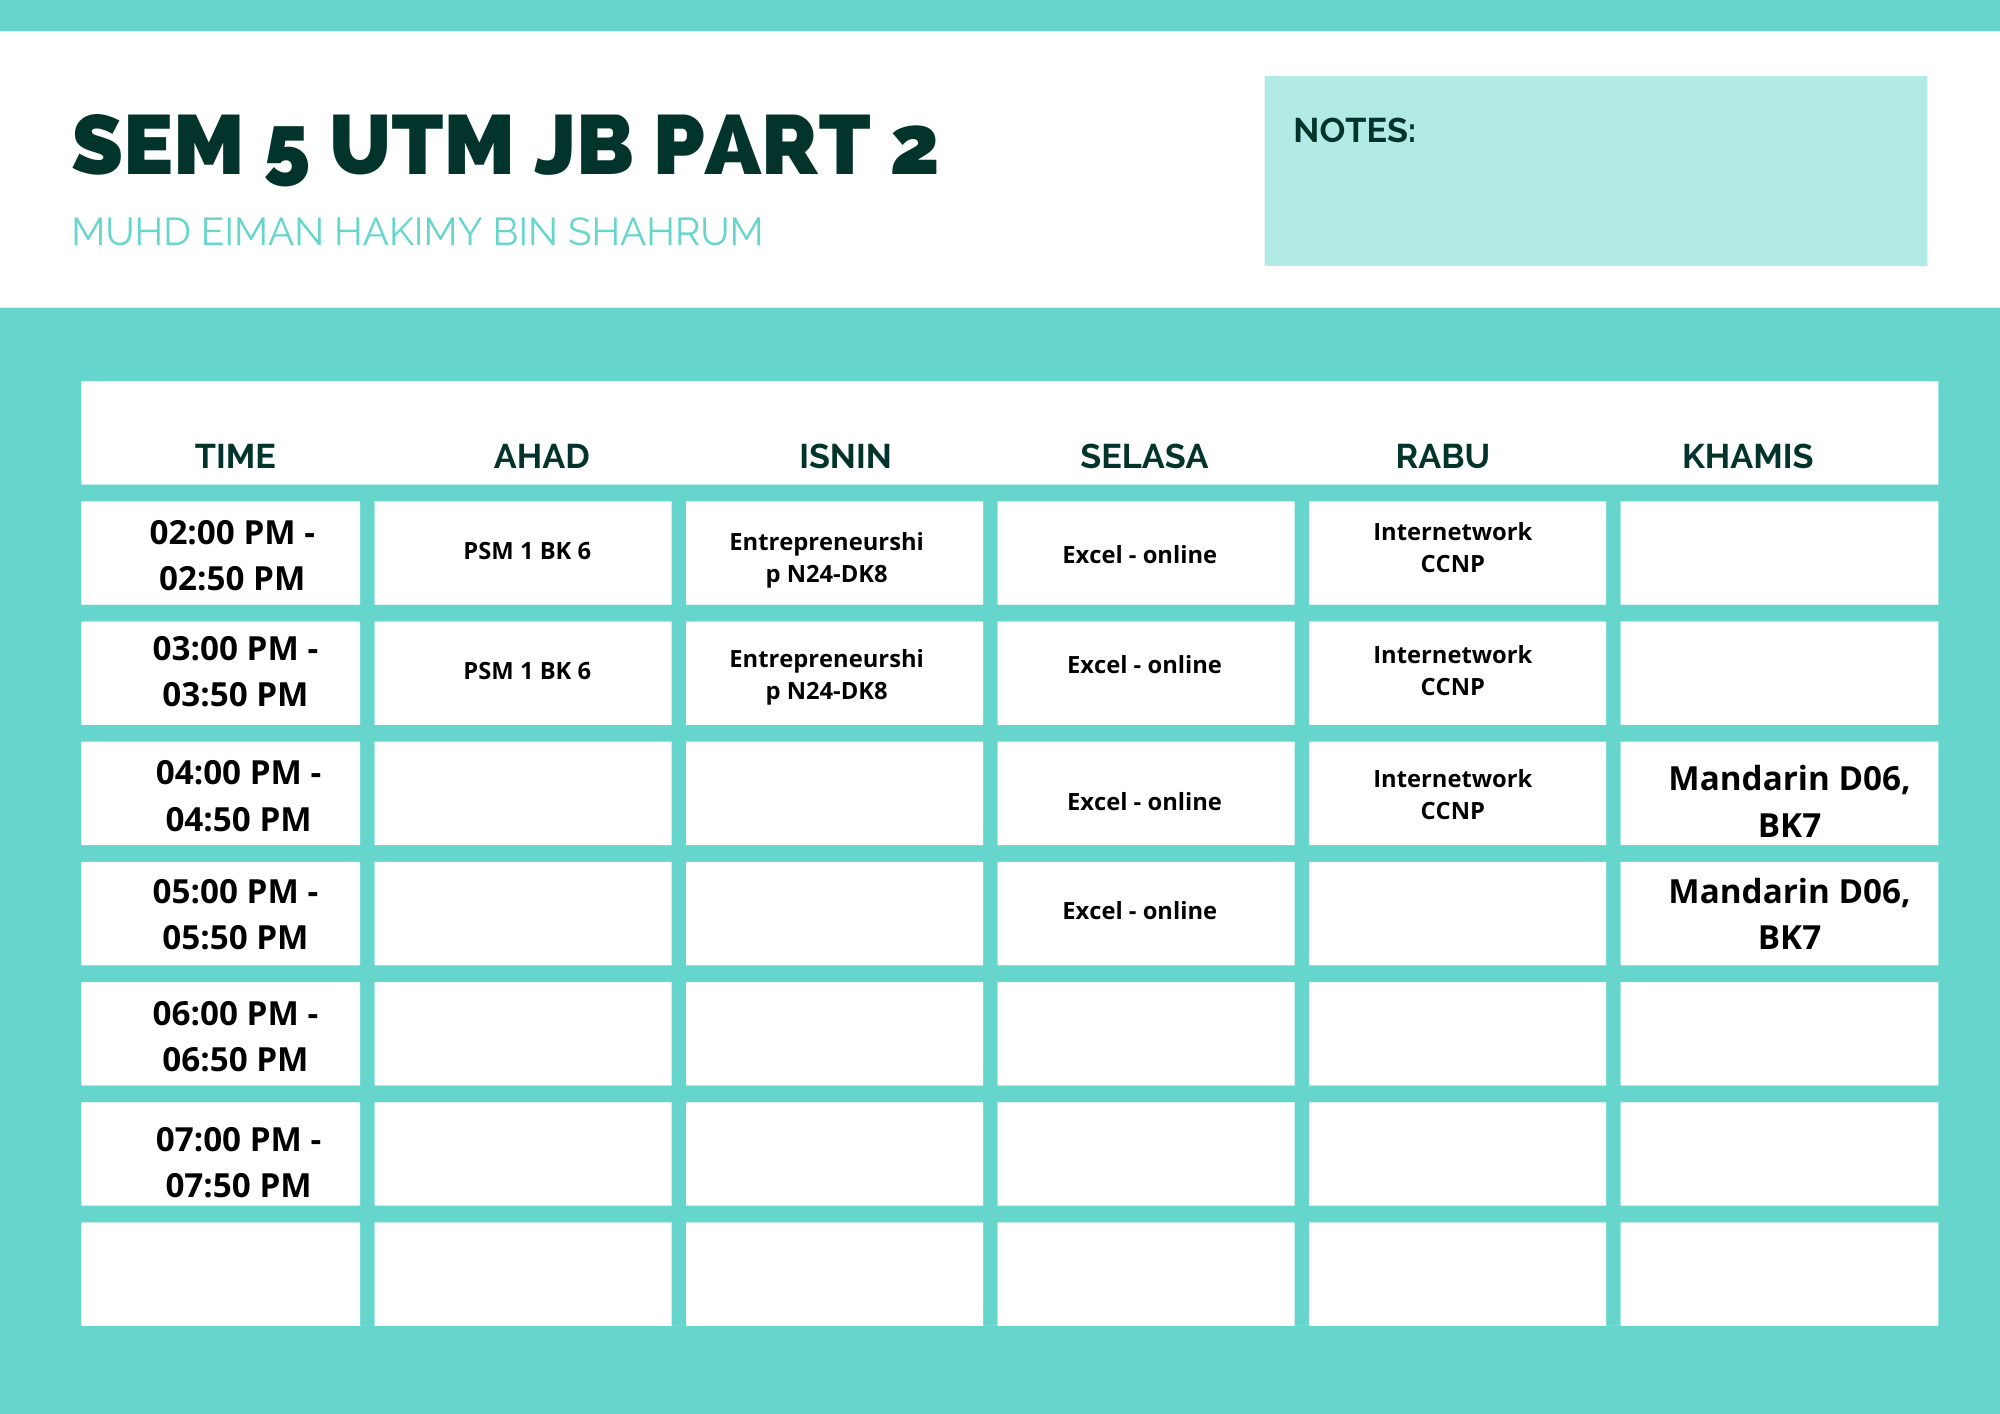 SEM 5 UTM JB PART 2
MUHD EIMAN HAKIMY BIN SHAHRUM
NOTES:
TIME AHAD ISNIN SELASA RABU KHAMIS
02:00 PM -
02:50 PM
PSM 1 BK 6
Entrepreneurshi
p N24-DK8
Excel - online
Internetwork
CCNP
03:00 PM -
03:50 PM
PSM 1 BK 6
Entrepreneurshi
p N24-DK8
Excel - online
Internetwork
CCNP
04:00 PM -
04:50 PM
Excel - online
Internetwork
CCNP
Mandarin D06,
BK7
05:00 PM -
05:50 PM
Excel - online
Mandarin D06,
BK7
06:00 PM -
06:50 PM
07:00 PM -
07:50 PM